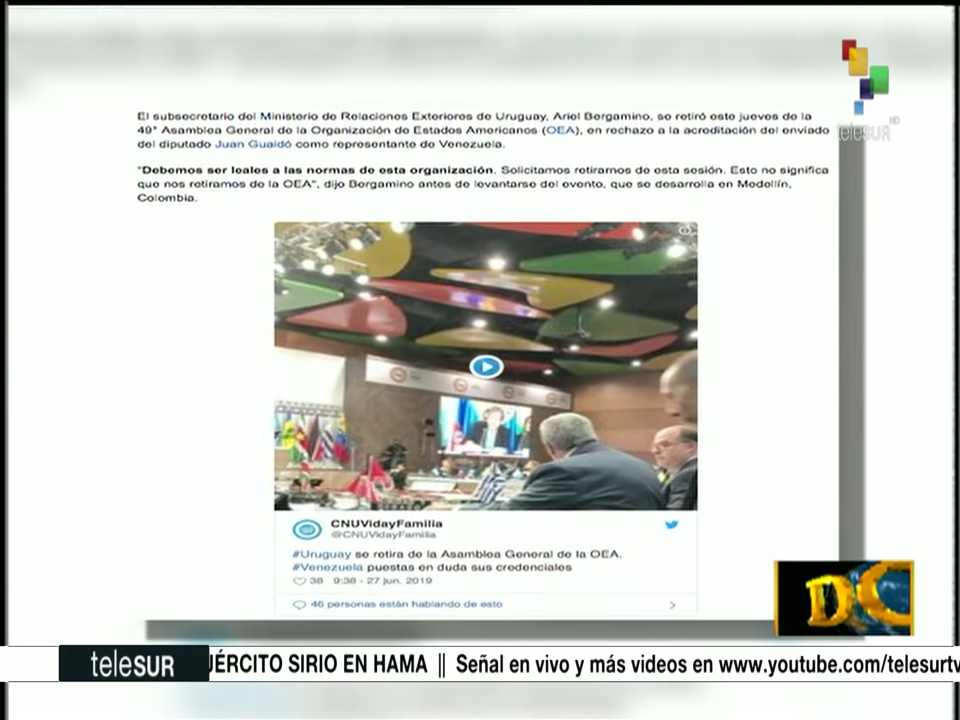 El subsecretario del Ministerio de Relaciones Exteriores de Uruguay, Ariel Bergamino, se retiró este jueves de la
49° Asamblea General de la Organización de Estados Americanos (OEA), en rechazo a la acreditación del enviado
del diputado Juan Guaidó como representante de Venezuela.
"Debemos ser leales a las normas de esta organización. Solicitamos retirarnos de esta sesión. Esto no significa
que nos retiramos de la OEA", dijo Bergamino antes de levantarse del evento, que se desarrolla en Medellín,
Colombia.
teleSUR HD
CNUVidayFamilia
@CNUVidayFamilia
#Uruguay se retira de la Asamblea General de la OEA.
#Venezuela puestas en duda sus credenciales
38 9:38 - 27 jun. 2019
46 personas están hablando de esto
DC
teleSUR
JÉRCITO SIRIO EN HAMA || Señal en vivo y más videos en www.youtube.com/telesurtv